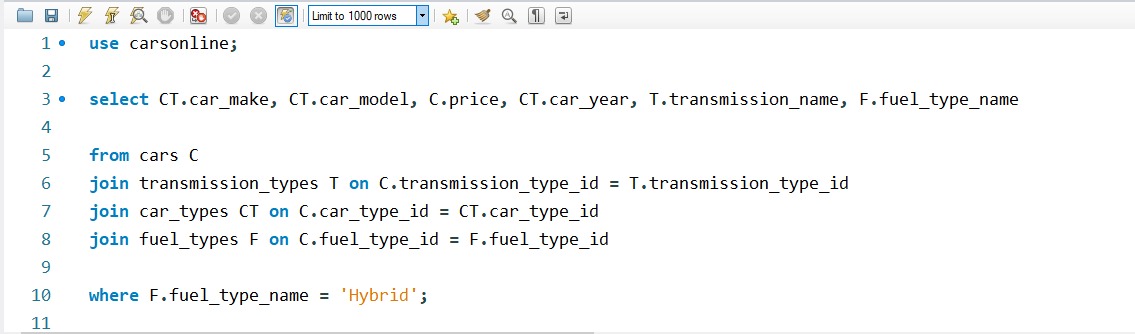 Limit to 1000 rows
1 use carsonline;
2
3 select CT.car_make, CT.car_model, C.price, CT.car_year, T.transmission_name, F.fuel_type_name
4
5 from cars C
6 join transmission_types T on C.transmission_type_id = T.transmission_type_id
7 join car_types CT on C.car_type_id = CT.car_type_id
8 join fuel_types F on C.fuel_type_id = F.fuel_type_id
9
10 where F.fuel_type_name = 'Hybrid';
11